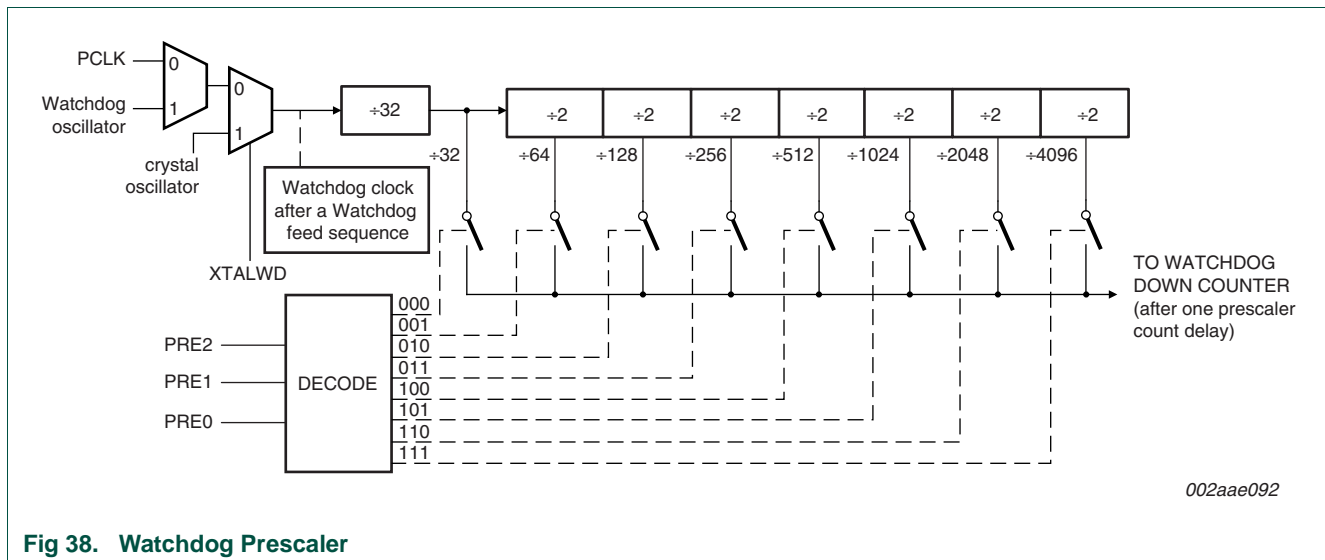 PCLK
0
1
Watchdog
oscillator
0
1
crystal
oscillator
XTALWD
÷32
÷2
÷2
÷2
÷2
÷2
÷2
÷2
÷32
÷64
÷128
÷256
÷512
÷1024
÷2048
÷4096
Watchdog clock
after a Watchdog
feed sequence
TO WATCHDOG
DOWN COUNTER
(after one prescaler
count delay)
PRE2
PRE1
PRE0
DECODE
000
001
010
011
100
101
110
111
002aae092
Fig 38. Watchdog Prescaler